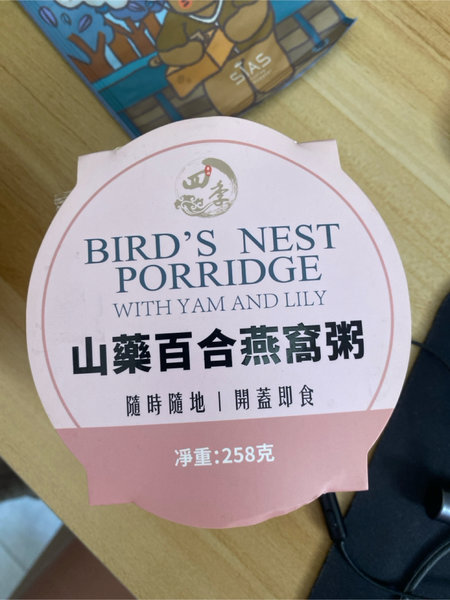 STAS
四季
BIRD'S NEST
PORRIDGE
WITH YAM AND LILY
山藥百合燕窩粥
隨時隨地 | 開蓋即食
凈重:258克